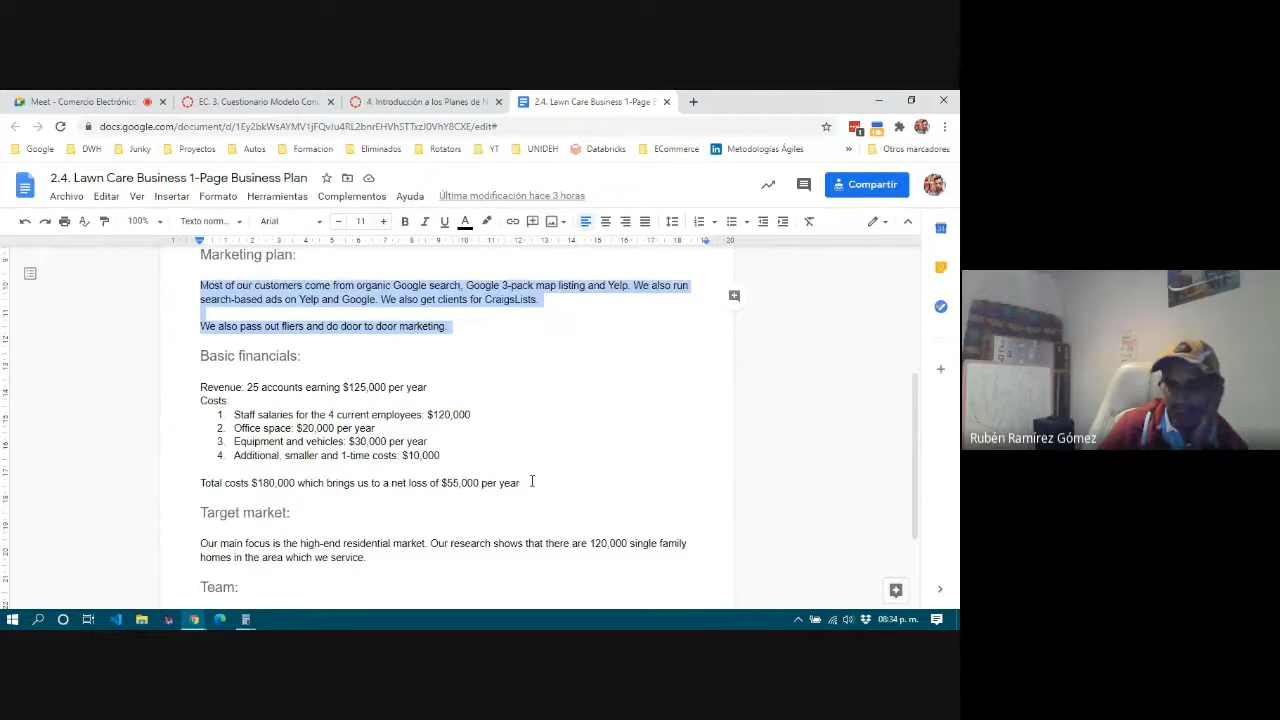 Meet - Comercio Electrónico
EC. 3. Cuestionario Modelo Con
4. Introducción a los Planes de N
2.4. Lawn Care Business 1-Page B
docs.google.com/document/d/1Ey2bkWsAYMV1jFQvJu4RL2bnrEHVhSTTxzJ0VhY8CXE/edit#
Google DWH Junky Proyectos Autos Formacion Eliminados Rotators YT UNIDEH Databricks ECommerce Metodologías Ágiles » Otros marcadores
2.4. Lawn Care Business 1-Page Business Plan
Compartir
Archivo Editar Ver Insertar Formato Herramientas Complementos Ayuda Última modificación hace 3 horas
100% Texto norm... Arial 11
Marketing plan:
Most of our customers come from organic Google search, Google 3-pack map listing and Yelp. We also run
search-based ads on Yelp and Google. We also get clients for CraigsLists.
We also pass out fliers and do door to door marketing.
Basic financials:
Revenue: 25 accounts earning $125,000 per year
Costs:
1. Staff salaries for the 4 current employees: $120,000
2. Office space: $20,000 per year
3. Equipment and vehicles: $30,000 per year
4. Additional, smaller and 1-time costs: $10,000
Total costs $180,000 which brings us to a net loss of $55,000 per year
Target market:
Our main focus is the high-end residential market. Our research shows that there are 120,000 single family
homes in the area which we service.
Team:
08:34 p. m.
Rubén Ramírez Gómez